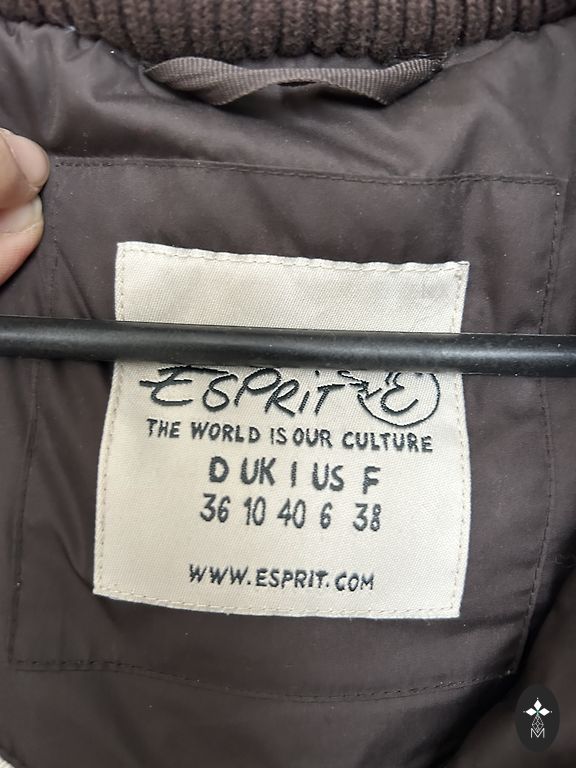 ESPRIT E
THE WORLD IS OUR CULTURE
D UK I US F
36 10 40 6 38
WWW.ESPRIT.COM
M